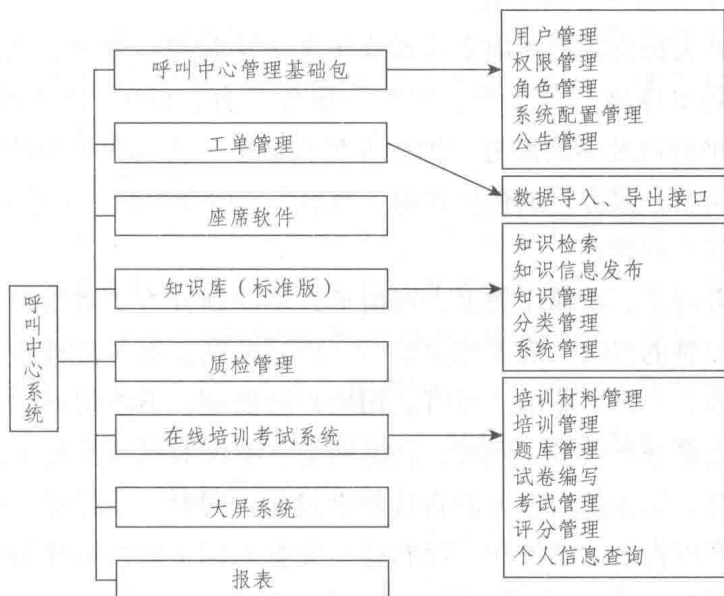 呼叫中心系统
呼叫中心管理基础包
工单管理
座席软件
知识库（标准版）
质检管理
在线培训考试系统
大屏系统
报表
用户管理
权限管理
角色管理
系统配置管理
公告管理
数据导入、导出接口
知识检索
知识信息发布
知识管理
分类管理
系统管理
培训材料管理
培训管理
题库管理
试卷编写
考试管理
评分管理
个人信息查询